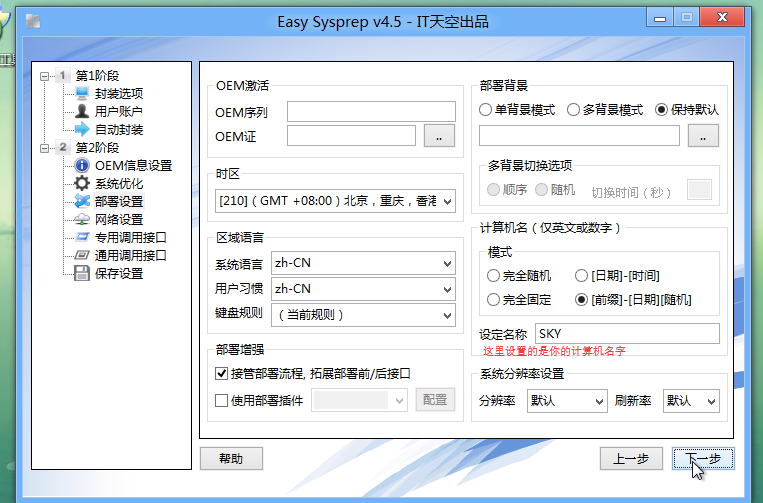 Easy Sysprep v4.5 - IT天空出品
1 第1阶段
封装选项
用户账户
自动封装
2 第2阶段
OEM信息设置
系统优化
部署设置
网络设置
专用调用接口
通用调用接口
保存设置
OEM激活
OEM序列
OEM证
..
时区
[210]（GMT +08:00）北京，重庆，香港
区域语言
系统语言 zh-CN
用户习惯 zh-CN
键盘规则 （当前规则）
部署增强
接管部署流程, 拓展部署前/后接口
使用部署插件 配置
部署背景
单背景模式 多背景模式 保持默认
..
多背景切换选项
顺序 随机 切换时间（秒）
计算机名（仅英文或数字）
模式
完全随机 [日期]-[时间]
完全固定 [前缀]-[日期][随机]
设定名称 SKY
这里设置的是你的计算机名字
系统分辨率设置
分辨率 默认 刷新率 默认
帮助 上一步 下一步